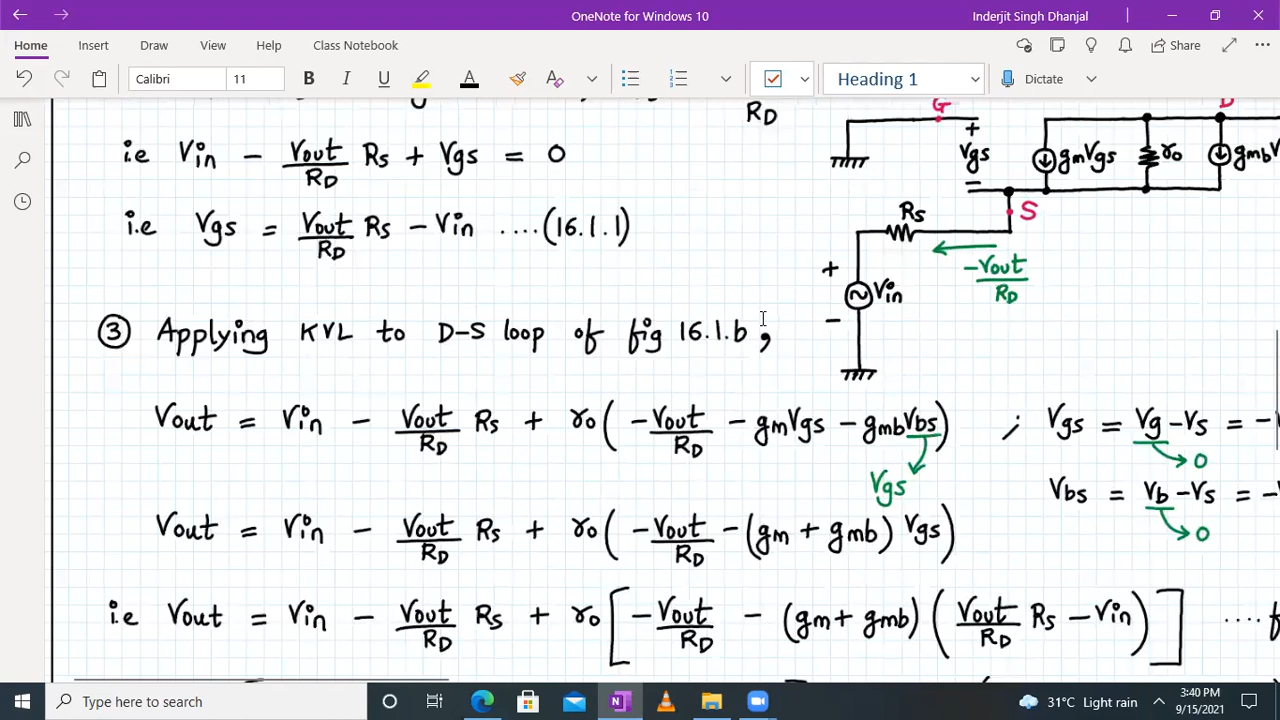 OneNote for Windows 10
Inderjit Singh Dhanjal
Home Insert Draw View Help Class Notebook
Share
Calibri 11 B I U A Heading 1 Dictate
RD
i.e Vin - Vout/RD Rs + Vgs = 0
i.e Vgs = Vout/RD Rs - Vin ....(16.1.1)
G
D
+
Vgs
-
gmVgs
ro
S
Rs
-Vout/RD
+
Vin
-
③ Applying KVL to D-S loop of fig 16.1.b,
Vout = Vin - Vout/RD Rs + ro(-Vout/RD - gmVgs - gmbVbs) ; Vgs = Vg - Vs = -
Vgs
0
Vbs = Vb - Vs = -
0
Vout = Vin - Vout/RD Rs + ro(-Vout/RD - (gm + gmb) Vgs)
i.e Vout = Vin - Vout/RD Rs + ro[-Vout/RD - (gm + gmb)(Vout/RD Rs - Vin)] ....
Type here to search
31°C Light rain
3:40 PM
9/15/2021